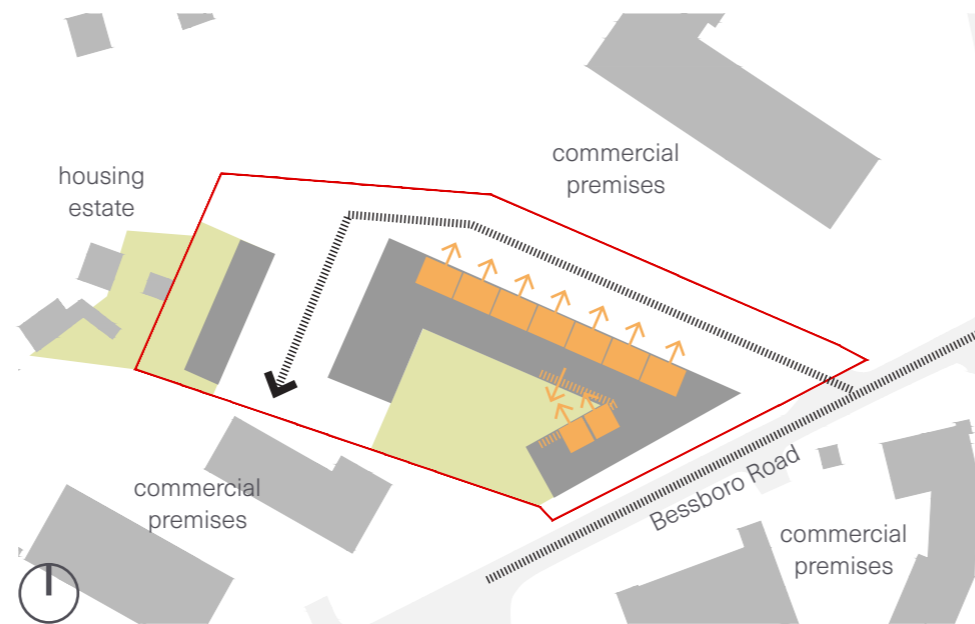 commercial
premises
housing
estate
commercial
premises
Bessboro Road
commercial
premises